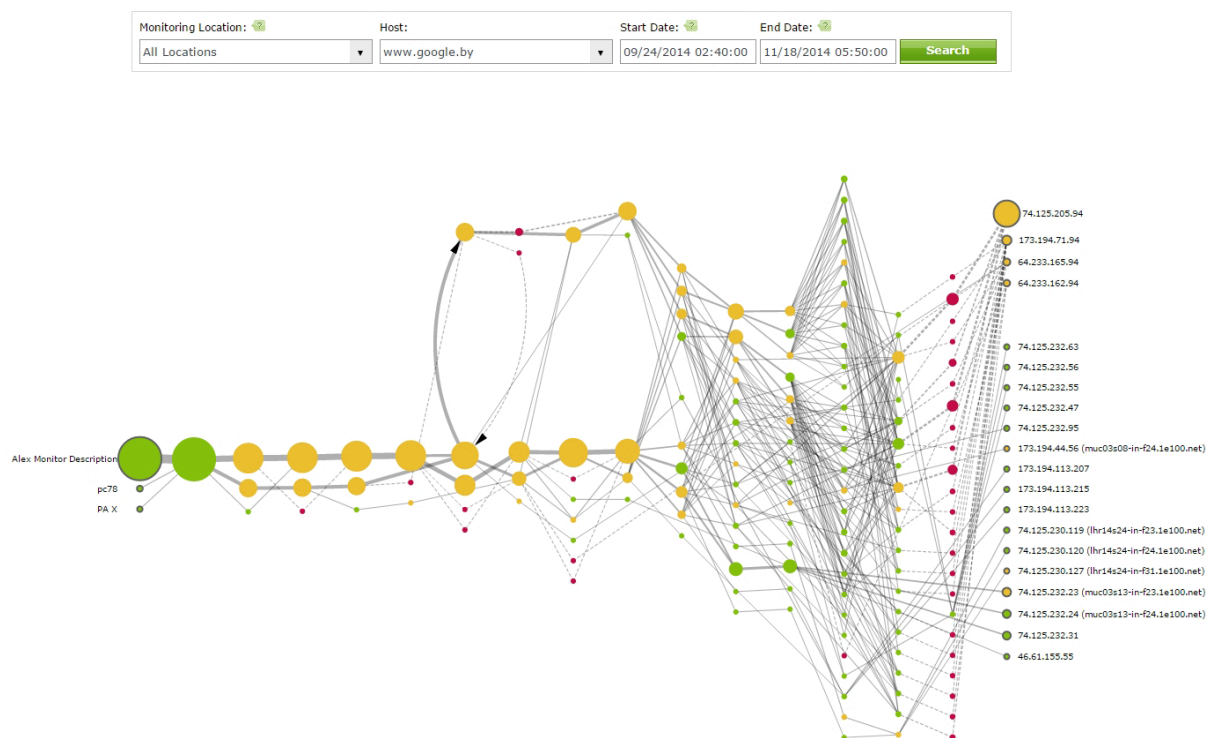 Monitoring Location: Host: Start Date: End Date:
All Locations www.google.by 09/24/2014 02:40:00 11/18/2014 05:50:00 Search
74.125.205.94
173.194.71.94
64.233.165.94
64.233.162.94
74.125.232.63
74.125.232.56
74.125.232.55
74.125.232.47
74.125.232.95
173.194.44.56 (muc03s08-in-f24.1e100.net)
Alex Monitor Description
173.194.113.207
pc78
173.194.113.215
PA X
173.194.113.223
74.125.230.119 (lhr14s24-in-f23.1e100.net)
74.125.230.120 (lhr14s24-in-f24.1e100.net)
74.125.230.127 (lhr14s24-in-f31.1e100.net)
74.125.232.23 (muc03s13-in-f23.1e100.net)
74.125.232.24 (muc03s13-in-f24.1e100.net)
74.125.232.31
46.61.155.55